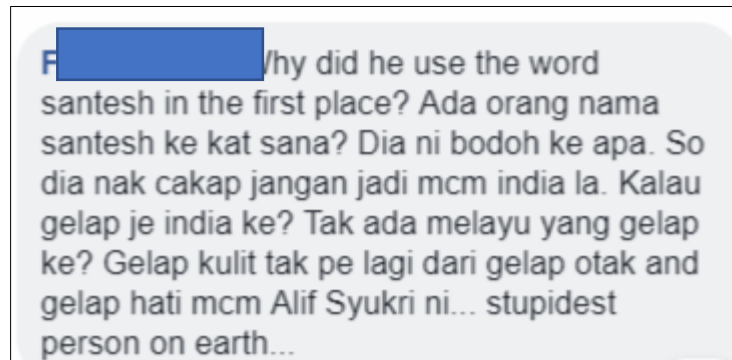 F /hy did he use the word
santesh in the first place? Ada orang nama
santesh ke kat sana? Dia ni bodoh ke apa. So
dia nak cakap jangan jadi mcm india la. Kalau
gelap je india ke? Tak ada melayu yang gelap
ke? Gelap kulit tak pe lagi dari gelap otak and
gelap hati mcm Alif Syukri ni... stupidest
person on earth...